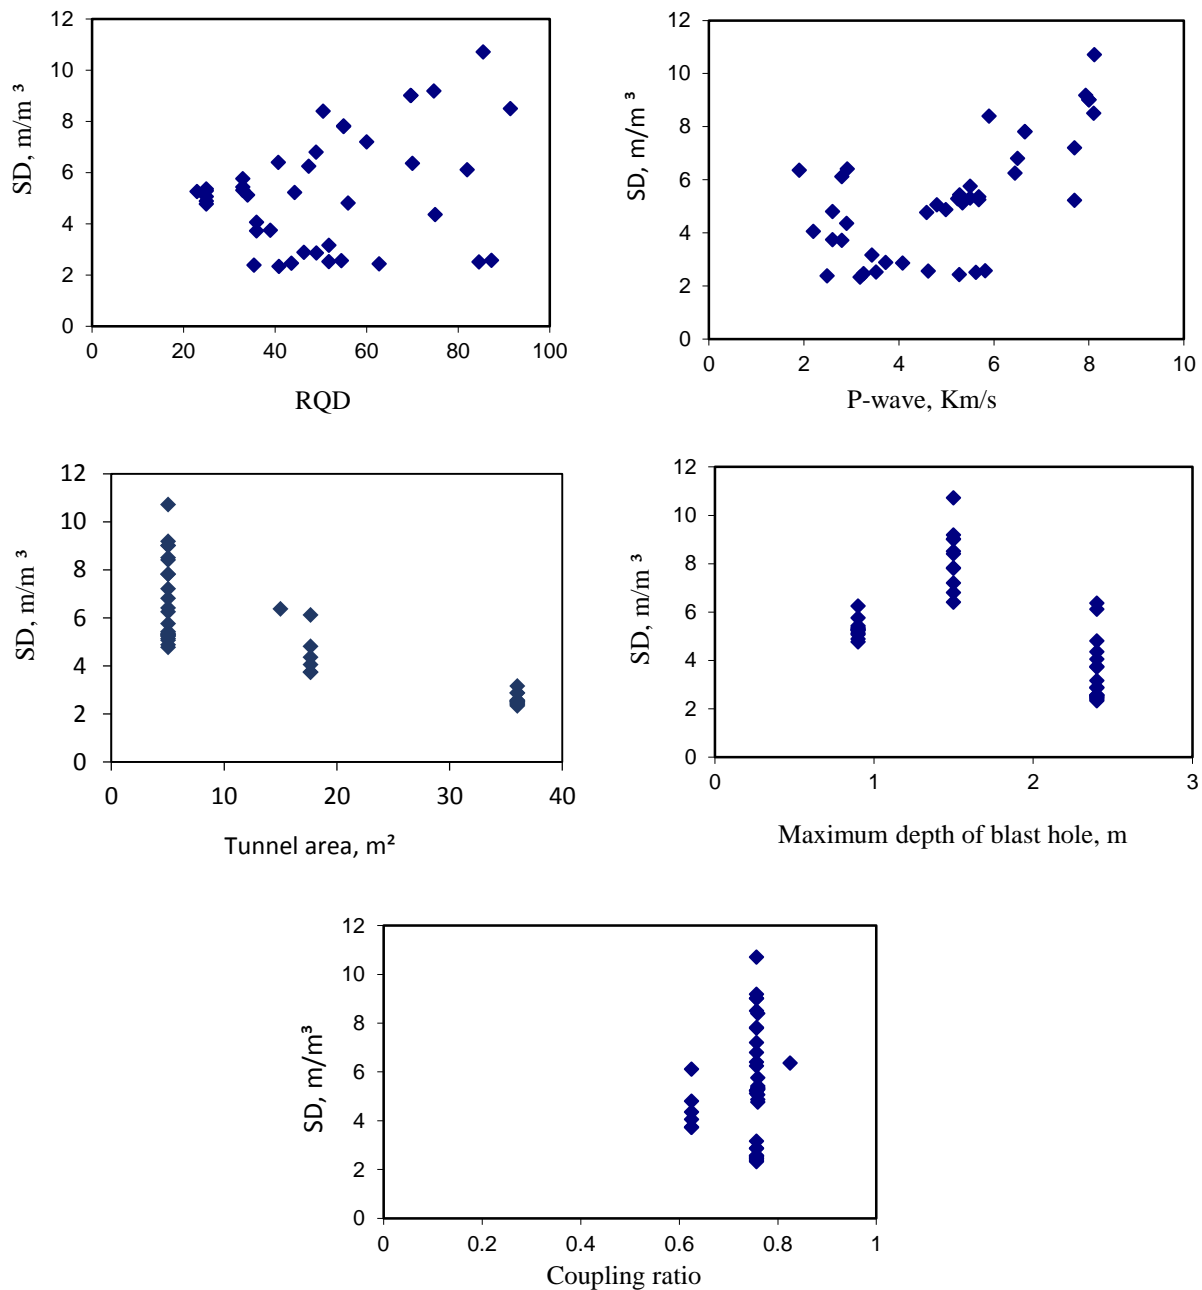 12
10
8
6
4
2
0
SD, m/m ³
0 20 40 60 80 100
RQD
12
10
8
6
4
2
0
SD, m/m ³
0 2 4 6 8 10
P-wave, Km/s
12
10
8
6
4
2
0
SD, m/m ³
0 10 20 30 40
Tunnel area, m²
12
10
8
6
4
2
0
SD, m/m ³
0 1 2 3
Maximum depth of blast hole, m
12
10
8
6
4
2
0
SD, m/m³
0 0.2 0.4 0.6 0.8 1
Coupling ratio